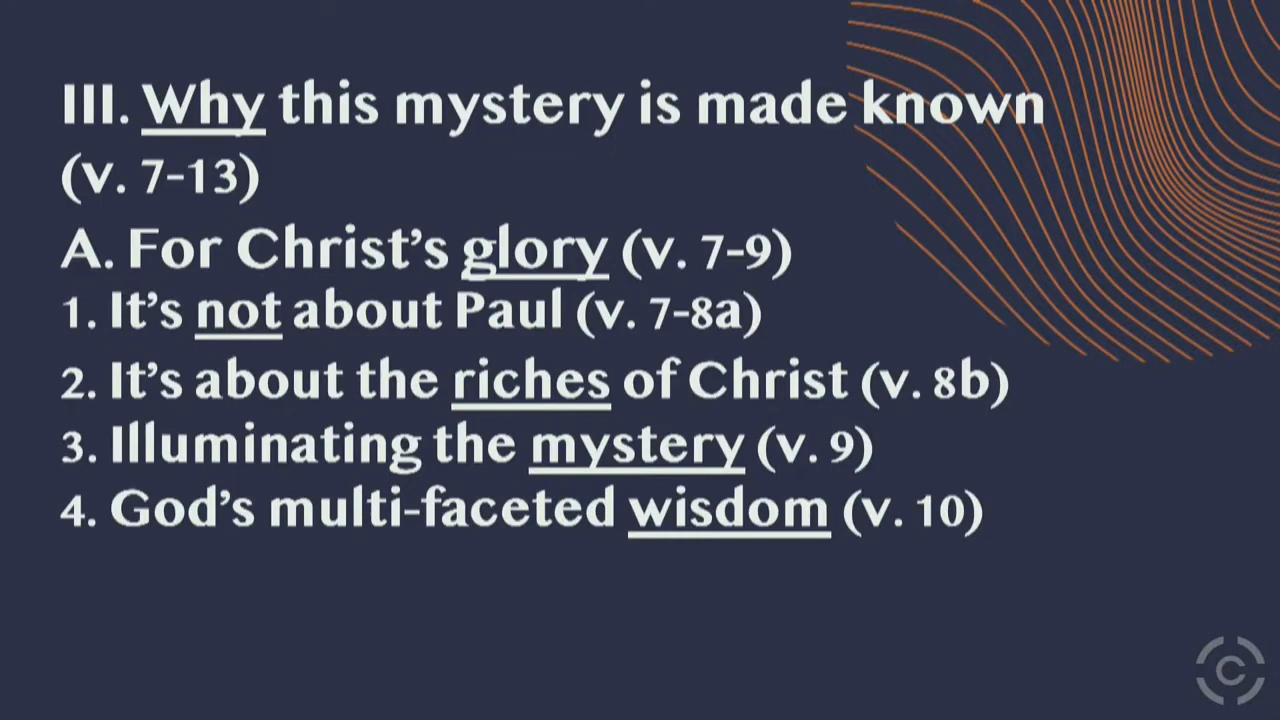 III. Why this mystery is made known
(v. 7-13)
A. For Christ’s glory (v. 7-9)
1. It’s not about Paul (v. 7-8a)
2. It’s about the riches of Christ (v. 8b)
3. Illuminating the mystery (v. 9)
4. God’s multi-faceted wisdom (v. 10)
C